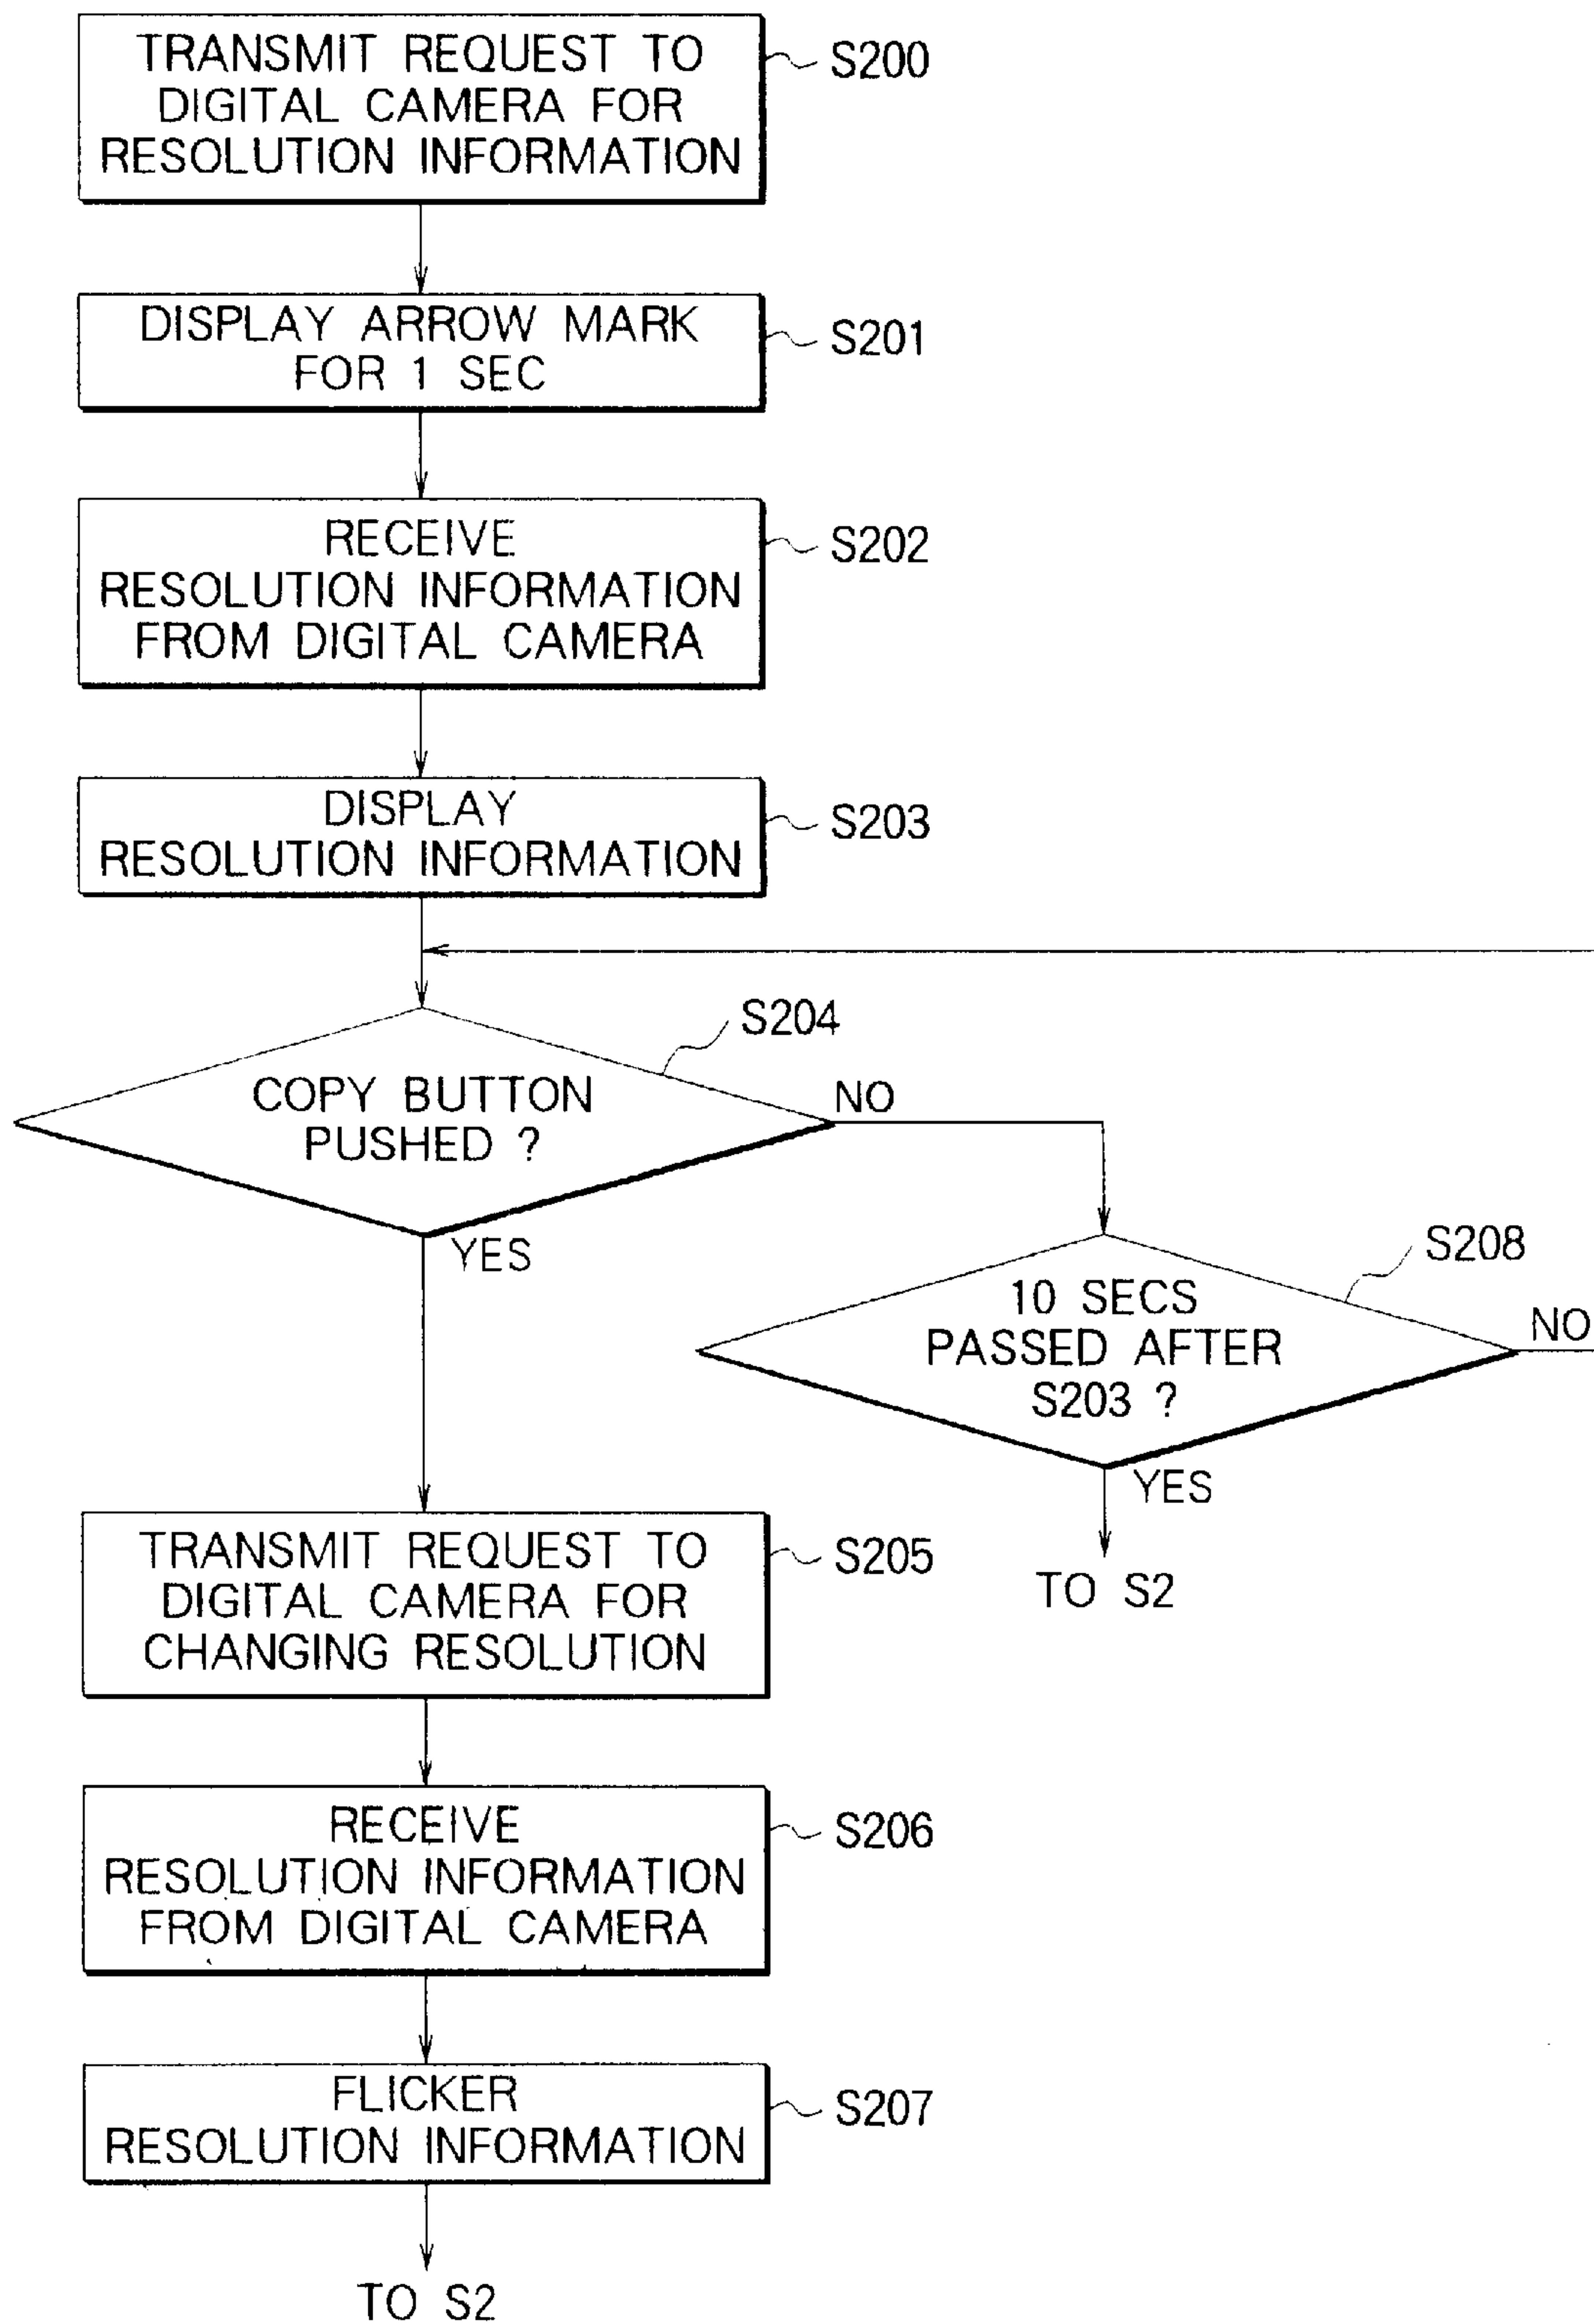 TRANSMIT REQUEST TO
DIGITAL CAMERA FOR
RESOLUTION INFORMATION
S200
DISPLAY ARROW MARK
FOR 1 SEC
S201
RECEIVE
RESOLUTION INFORMATION
FROM DIGITAL CAMERA
S202
DISPLAY
RESOLUTION INFORMATION
S203
S204
COPY BUTTON
PUSHED ?
NO
YES
S208
10 SECS
PASSED AFTER
S203 ?
NO
YES
TO S2
TRANSMIT REQUEST TO
DIGITAL CAMERA FOR
CHANGING RESOLUTION
S205
RECEIVE
RESOLUTION INFORMATION
FROM DIGITAL CAMERA
S206
FLICKER
RESOLUTION INFORMATION
S207
TO S2